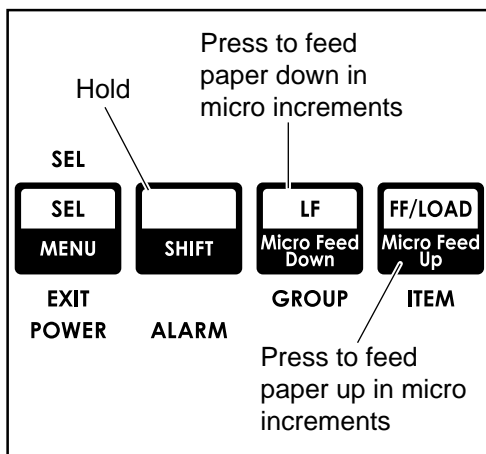 Press to feed
paper down in
micro increments
Hold
SEL
SEL
MENU
SHIFT
LF
Micro Feed
Down
FF/LOAD
Micro Feed
Up
EXIT
GROUP
ITEM
POWER
ALARM
Press to feed
paper up in micro
increments